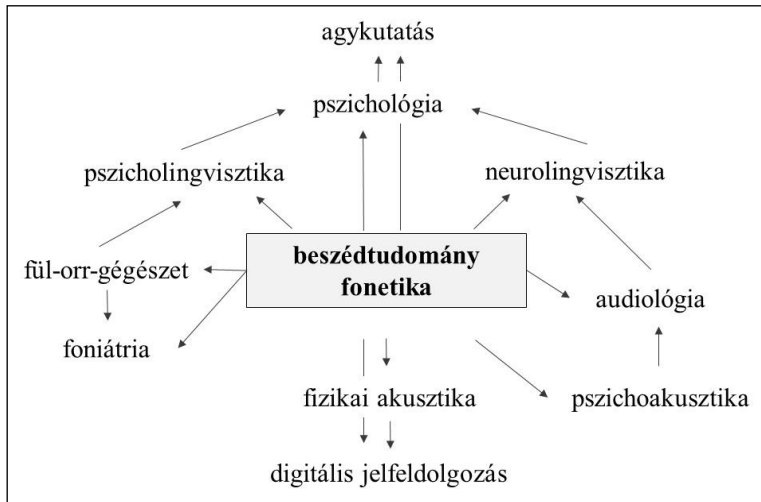 agykutatás
pszichológia
pszicholingvisztika
neurolingvisztika
beszédtudomány
fonetika
fül-orr-gégészet
audiológia
foniátria
fizikai akusztika
pszichoakusztika
digitális jelfeldolgozás